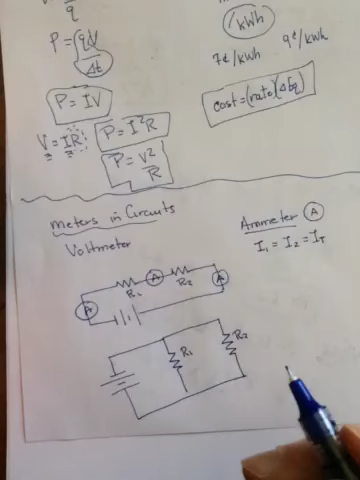 q
P = qV
Δt
P = IV
V = IR
P = I²R
P = V²
R
/kWh
7¢/kWh 9¢/kWh
cost = (rate)(ΔEq)
Meters in Circuits
Voltmeter
Ammeter A
I₁ = I₂ = I_T
A
R₁
A
R₂
A
R₁
R₂